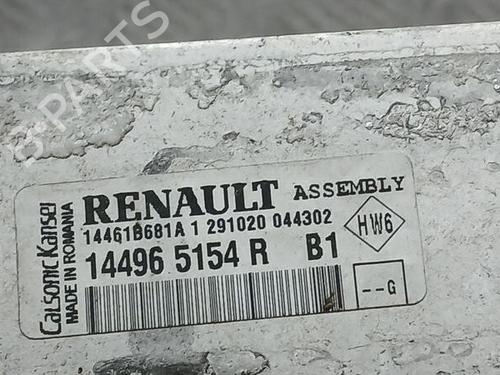 B-PARTS
RENAULT ASSEMBLY
14461B681A 1 291020 044302
14496 5154 R B1
HW6
--G
Calsonic Kansei
MADE IN ROMANIA